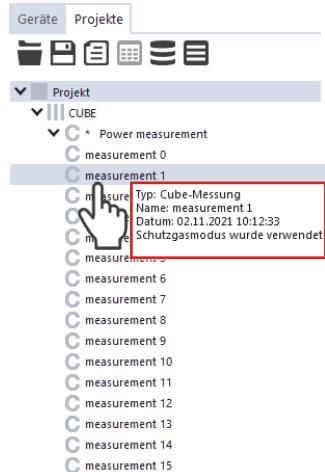 Geräte Projekte
Projekt
CUBE
C * Power measurement
C measurement 0
C measurement 1
Typ: Cube-Messung
Name: measurement 1
Datum: 02.11.2021 10:12:33
Schutzgasmodus wurde verwendet
C measurement 6
C measurement 7
C measurement 8
C measurement 9
C measurement 10
C measurement 11
C measurement 12
C measurement 13
C measurement 14
C measurement 15